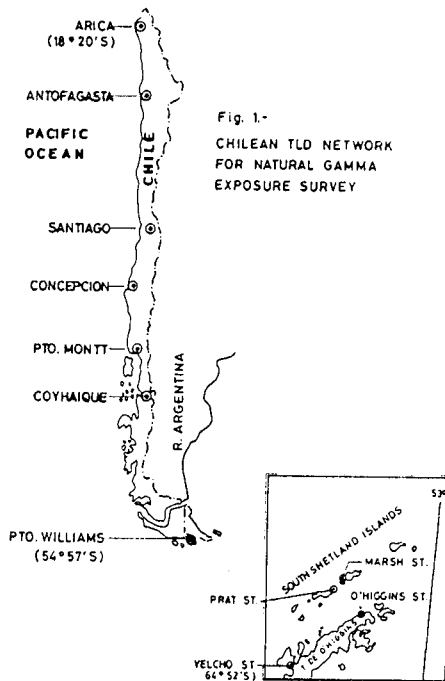 ARICA
(18°20'S)
ANTOFAGASTA
PACIFIC
OCEAN
CHILE
Fig. 1.-
CHILEAN TLD NETWORK
FOR NATURAL GAMMA
EXPOSURE SURVEY
SANTIAGO
CONCEPCION
PTO. MONTT
COYHAIQUE
R. ARGENTINA
PTO. WILLIAMS
(54°57'S)
SOUTH SHETLAND ISLANDS
MARSH ST.
PRAT ST.
O'HIGGINS ST.
T. DE O'HIGGINS
YELCHO ST
64°52'S)